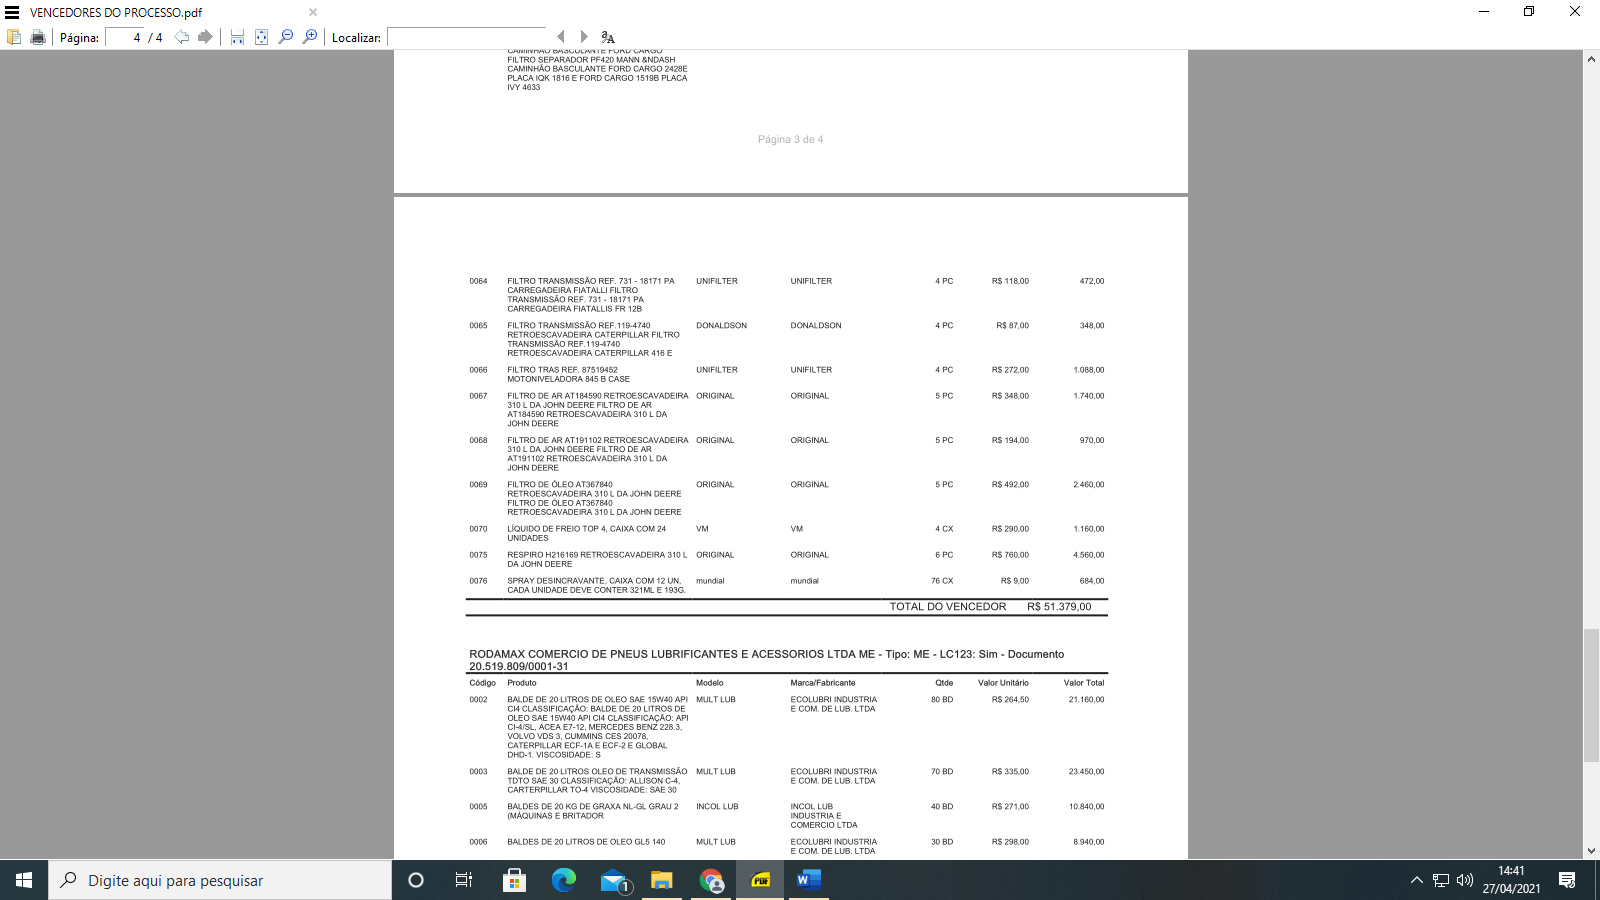 VENCEDORES DO PROCESSO.pdf
Página: 4 / 4 Localizar:
CAMINHÃO BASCULANTE FORD CARGO
FILTRO SEPARADOR PF420 MANN &NDASH
CAMINHÃO BASCULANTE FORD CARGO 2428E
PLACA IQK 1816 E FORD CARGO 1519B PLACA
IVY 4633
Página 3 de 4
0064 FILTRO TRANSMISSÃO REF. 731 - 18171 PA UNIFILTER UNIFILTER 4 PC R$ 118,00 472,00
CARREGADEIRA FIATALLI FILTRO
TRANSMISSÃO REF. 731 - 18171 PA
CARREGADEIRA FIATALLIS FR 12B
0065 FILTRO TRANSMISSÃO REF.119-4740 DONALDSON DONALDSON 4 PC R$ 87,00 348,00
RETROESCAVADEIRA CATERPILLAR FILTRO
TRANSMISSÃO REF.119-4740
RETROESCAVADEIRA CATERPILLAR 416 E
0066 FILTRO TRAS REF. 87519452 UNIFILTER UNIFILTER 4 PC R$ 272,00 1.088,00
MOTONIVELADORA 845 B CASE
0067 FILTRO DE AR AT184590 RETROESCAVADEIRA ORIGINAL ORIGINAL 5 PC R$ 348,00 1.740,00
310 L DA JOHN DEERE FILTRO DE AR
AT184590 RETROESCAVADEIRA 310 L DA
JOHN DEERE
0068 FILTRO DE AR AT191102 RETROESCAVADEIRA ORIGINAL ORIGINAL 5 PC R$ 194,00 970,00
310 L DA JOHN DEERE FILTRO DE AR
AT191102 RETROESCAVADEIRA 310 L DA
JOHN DEERE
0069 FILTRO DE ÓLEO AT367840 ORIGINAL ORIGINAL 5 PC R$ 492,00 2.460,00
RETROESCAVADEIRA 310 L DA JOHN DEERE
FILTRO DE ÓLEO AT367840
RETROESCAVADEIRA 310 L DA JOHN DEERE
0070 LÍQUIDO DE FREIO TOP 4, CAIXA COM 24 VM VM 4 CX R$ 290,00 1.160,00
UNIDADES
0075 RESPIRO H216169 RETROESCAVADEIRA 310 L ORIGINAL ORIGINAL 6 PC R$ 760,00 4.560,00
DA JOHN DEERE
0076 SPRAY DESINCRAVANTE, CAIXA COM 12 UN, mundial mundial 76 CX R$ 9,00 684,00
CADA UNIDADE DEVE CONTER 321ML E 193G.
TOTAL DO VENCEDOR R$ 51.379,00
RODAMAX COMERCIO DE PNEUS LUBRIFICANTES E ACESSORIOS LTDA ME - Tipo: ME - LC123: Sim - Documento
20.519.809/0001-31
Código Produto Modelo Marca/Fabricante Qtde Valor Unitário Valor Total
0002 BALDE DE 20 LITROS DE OLEO SAE 15W40 API MULT LUB ECOLUBRI INDUSTRIA 80 BD R$ 264,50 21.160,00
CI4 CLASSIFICAÇÃO: BALDE DE 20 LITROS DE E COM. DE LUB. LTDA
OLEO SAE 15W40 API CI4 CLASSIFICAÇÃO: API
CI-4/SL, ACEA E7-12, MERCEDES BENZ 228.3,
VOLVO VDS 3, CUMMINS CES 20078,
CATERPILLAR ECF-1A E ECF-2 E GLOBAL
DHD-1. VISCOSIDADE: S
0003 BALDE DE 20 LITROS OLEO DE TRANSMISSÃO MULT LUB ECOLUBRI INDUSTRIA 70 BD R$ 335,00 23.450,00
TDTO SAE 30 CLASSIFICAÇÃO: ALLISON C-4, E COM. DE LUB. LTDA
CARTERPILLAR TO-4 VISCOSIDADE: SAE 30
0005 BALDES DE 20 KG DE GRAXA NL-GL GRAU 2 INCOL LUB INCOL LUB 40 BD R$ 271,00 10.840,00
(MÁQUINAS E BRITADOR INDUSTRIA E
COMERCIO LTDA
0006 BALDES DE 20 LITROS DE OLEO GL5 140 MULT LUB ECOLUBRI INDUSTRIA 30 BD R$ 298,00 8.940,00
E COM. DE LUB. LTDA
Digite aqui para pesquisar 1 PDF W 14:41
27/04/2021